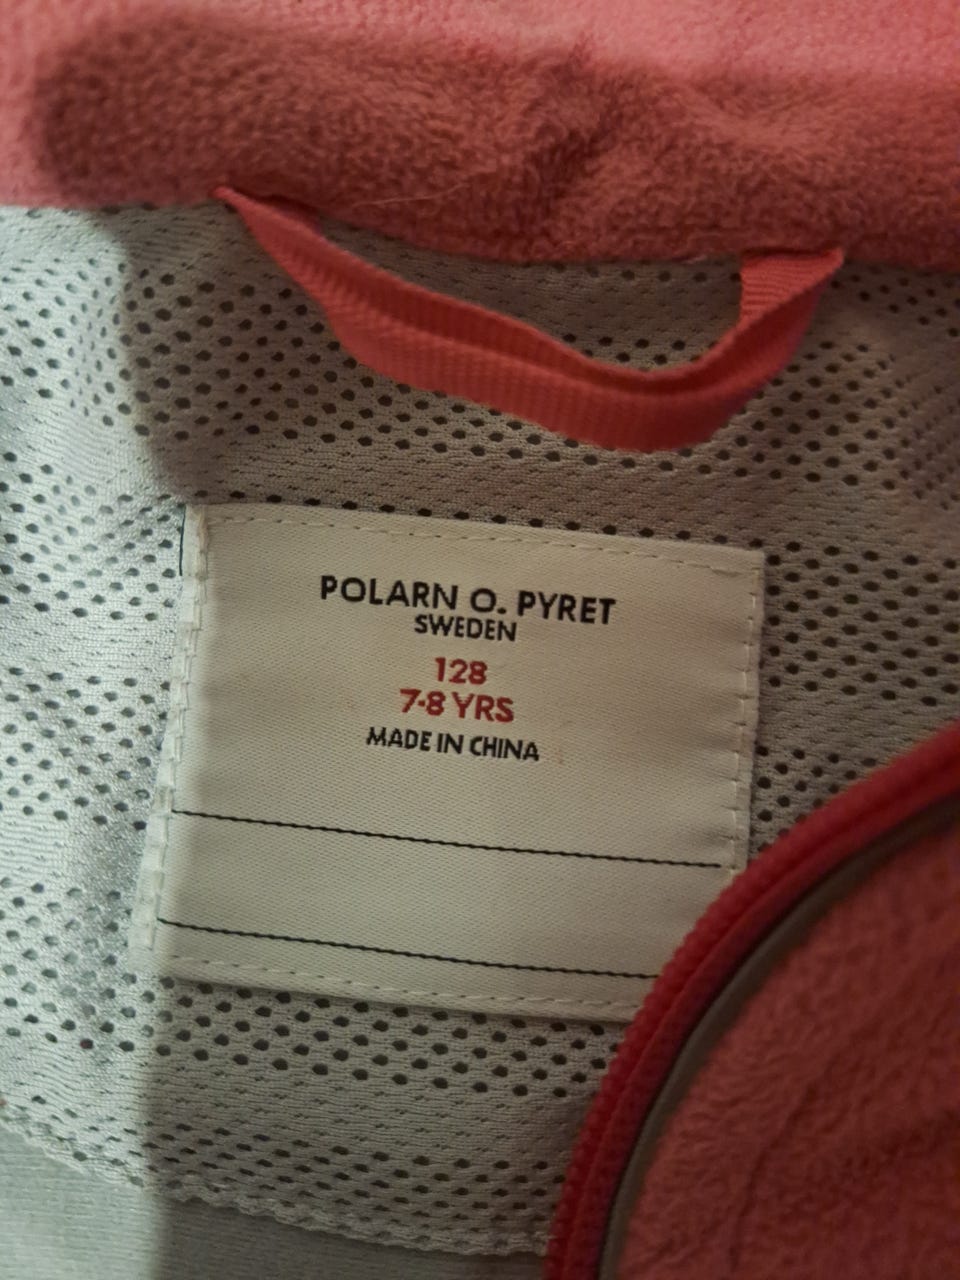 POLARN O. PYRET
SWEDEN
128
7-8 YRS
MADE IN CHINA